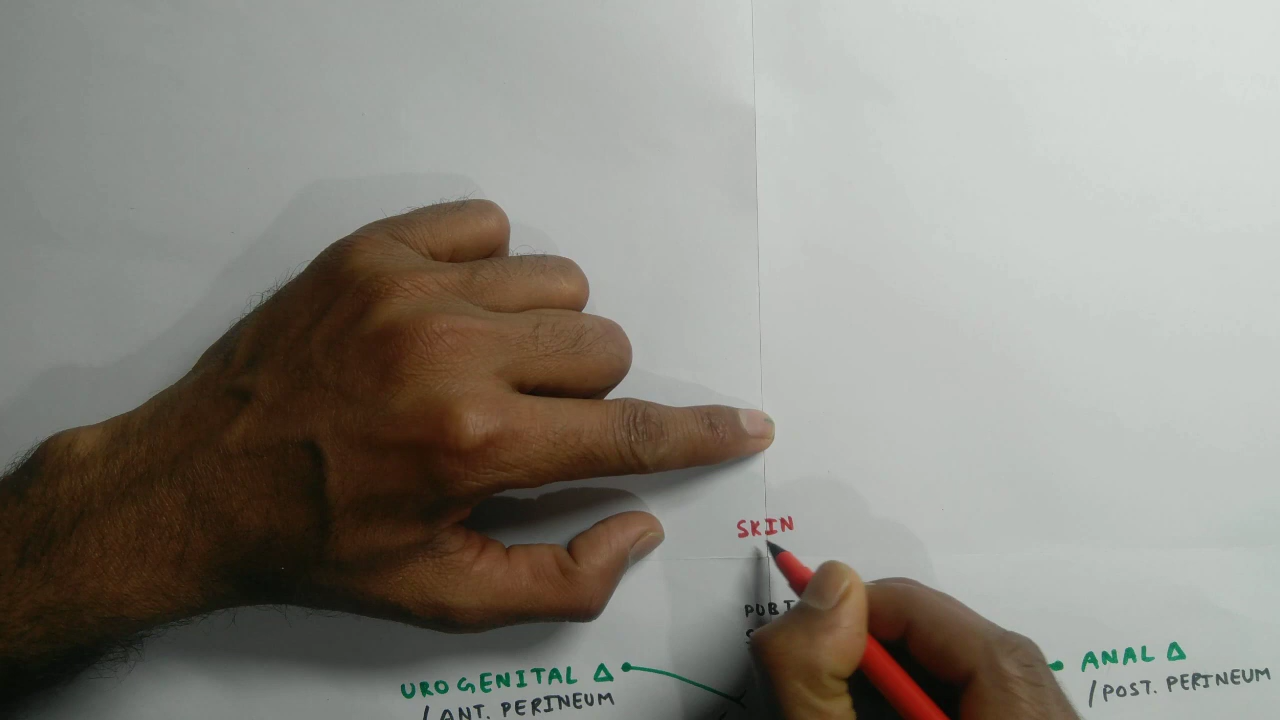 SKIN
UROGENITAL Δ
/ANT. PERINEUM
ANAL Δ
/POST. PERINEUM